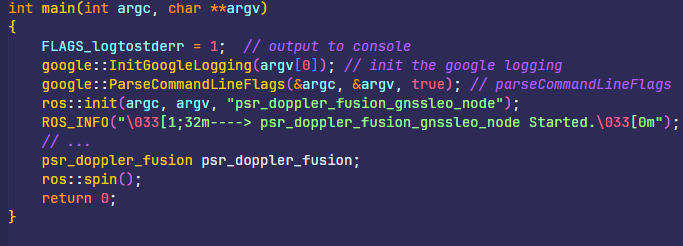 int main(int argc, char **argv)
{
    FLAGS_logtostderr = 1;  // output to console
    google::InitGoogleLogging(argv[0]); // init the google logging
    google::ParseCommandLineFlags(&argc, &argv, true); // parseCommandLineFlags
    ros::init(argc, argv, "psr_doppler_fusion_gnssleo_node");
    ROS_INFO("\033[1;32m----> psr_doppler_fusion_gnssleo_node Started.\033[0m");
    // ...
    psr_doppler_fusion psr_doppler_fusion;
    ros::spin();
    return 0;
}